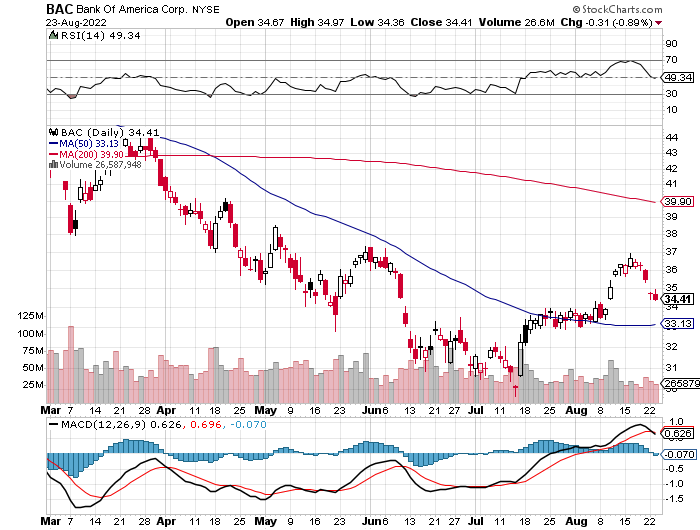 BAC Bank Of America Corp. NYSE © StockCharts.com
23-Aug-2022 Open 34.67 High 34.97 Low 34.36 Close 34.41 Volume 26.6M Chg -0.31 (-0.89%)
RSI(14) 49.34
90
70
49.34
30
10
BAC (Daily) 34.41
MA(50) 33.13
MA(200) 39.90
Volume 26,587,948
44
43
42
41
39.90
38
37
36
35
34.41
33.13
32
31
30
125M
100M
75M
50M
25M
265879
Mar 7 14 21 28 Apr 11 18 25 May 9 16 23 Jun 6 13 21 27 Jul 11 18 25 Aug 8 15 22
MACD(12,26,9) 0.626, 0.696, -0.070
1.0
0.626
-0.070
-0.5
-1.0
-1.5
Mar 7 14 21 28 Apr 11 18 25 May 9 16 23 Jun 6 13 21 27 Jul 11 18 25 Aug 8 15 22